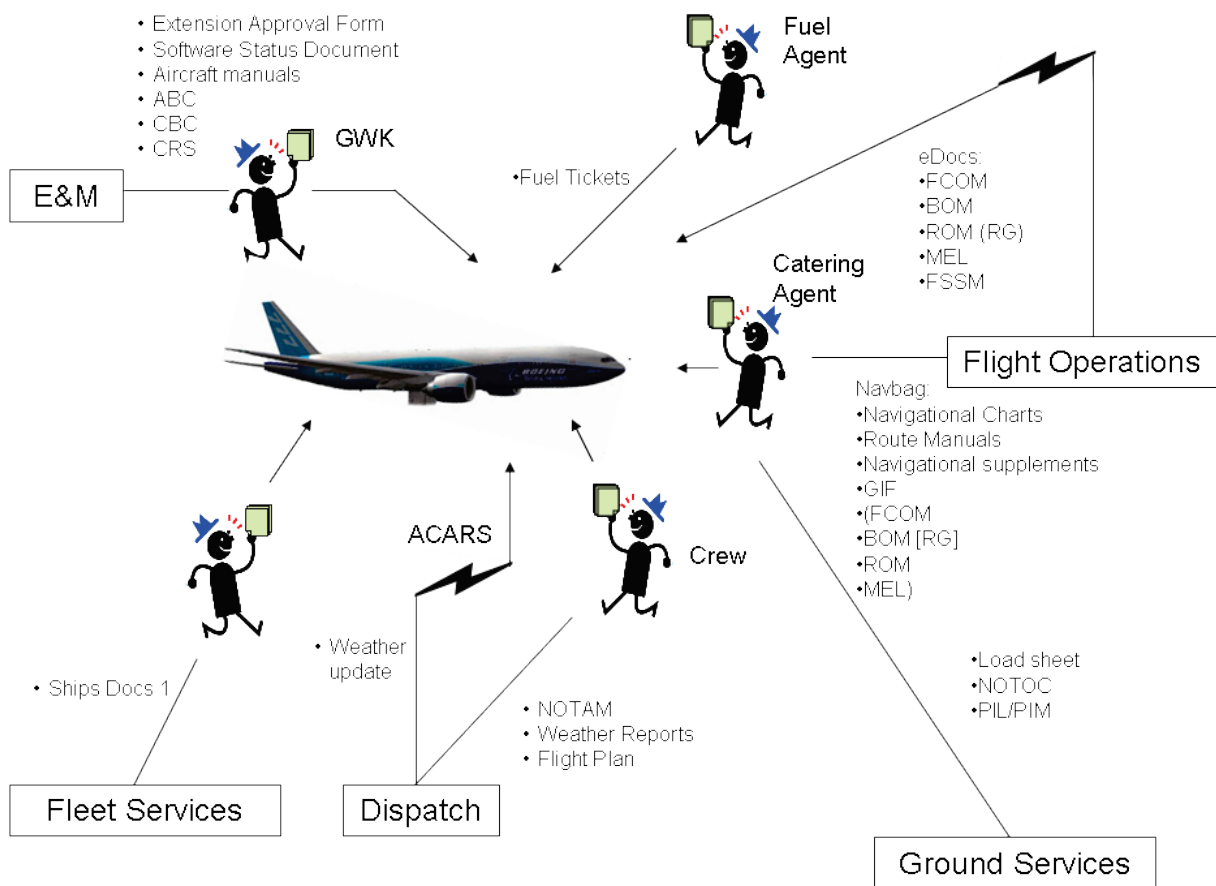 • Extension Approval Form
• Software Status Document
• Aircraft manuals
• ABC
• CBC
• CRS
GWK
E&M
Fuel
Agent
•Fuel Tickets
eDocs:
•FCOM
•BOM
•ROM (RG)
•MEL
•FSSM
Catering
Agent
Flight Operations
BOEING
Navbag:
•Navigational Charts
•Route Manuals
•Navigational supplements
•GIF
•(FCOM
•BOM [RG]
•ROM
•MEL)
ACARS
Crew
• Weather
update
• Ships Docs 1
• NOTAM
• Weather Reports
• Flight Plan
•Load sheet
•NOTOC
•PIL/PIM
Fleet Services
Dispatch
Ground Services